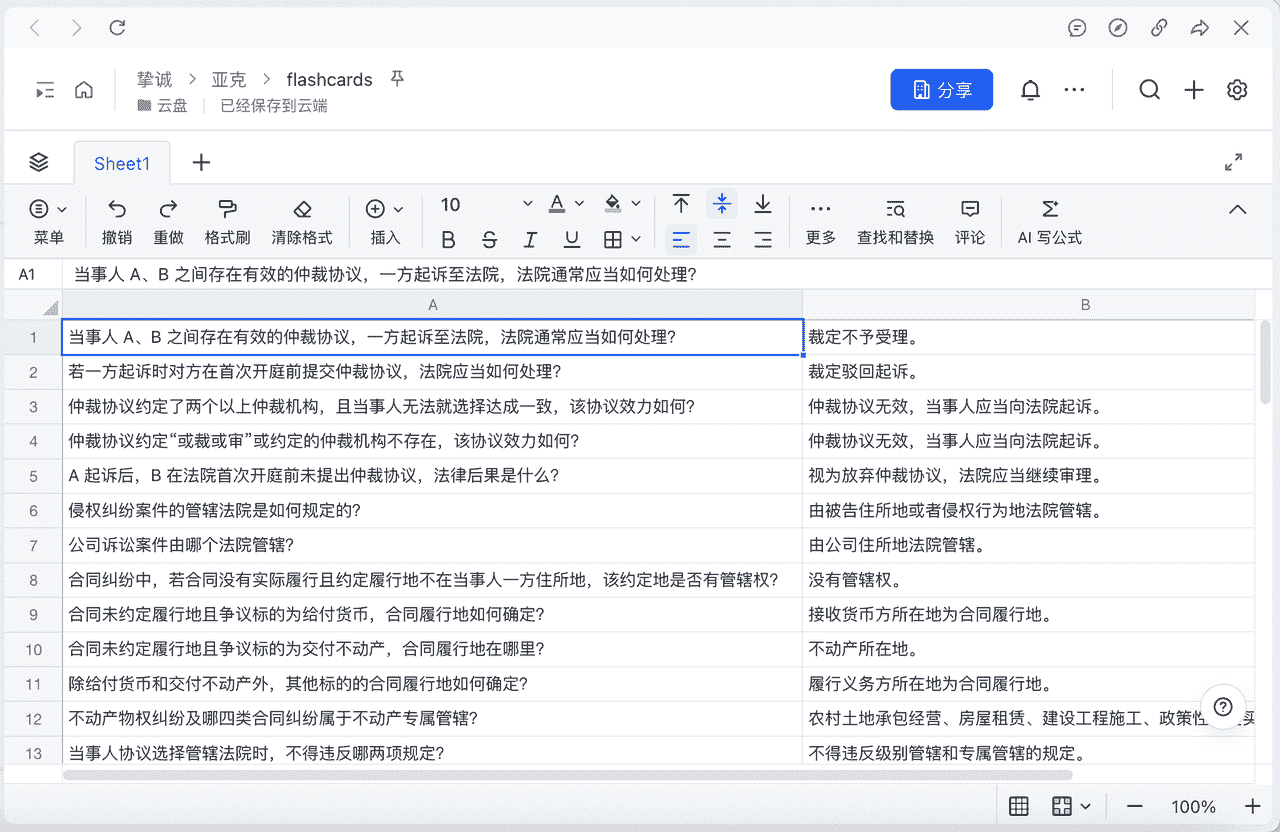 挚诚 > 亚克 > flashcards
云盘 | 已经保存到云端
分享
Sheet1
10
菜单 撤销 重做 格式刷 清除格式 插入 B S I U 更多 查找和替换 评论 AI 写公式
A1 当事人 A、B 之间存在有效的仲裁协议，一方起诉至法院，法院通常应当如何处理?
A B
1 当事人 A、B 之间存在有效的仲裁协议，一方起诉至法院，法院通常应当如何处理? 裁定不予受理。
2 若一方起诉时对方在首次开庭前提交仲裁协议，法院应当如何处理? 裁定驳回起诉。
3 仲裁协议约定了两个以上仲裁机构，且当事人无法就选择达成一致，该协议效力如何? 仲裁协议无效，当事人应当向法院起诉。
4 仲裁协议约定“或裁或审”或约定的仲裁机构不存在，该协议效力如何? 仲裁协议无效，当事人应当向法院起诉。
5 A 起诉后，B 在法院首次开庭前未提出仲裁协议，法律后果是什么? 视为放弃仲裁协议，法院应当继续审理。
6 侵权纠纷案件的管辖法院是如何规定的? 由被告住所地或者侵权行为地法院管辖。
7 公司诉讼案件由哪个法院管辖? 由公司住所地法院管辖。
8 合同纠纷中，若合同没有实际履行且约定履行地不在当事人一方住所地，该约定地是否有管辖权? 没有管辖权。
9 合同未约定履行地且争议标的为给付货币，合同履行地如何确定? 接收货币方所在地为合同履行地。
10 合同未约定履行地且争议标的为交付不动产，合同履行地在哪里? 不动产所在地。
11 除给付货币和交付不动产外，其他标的的合同履行地如何确定? 履行义务方所在地为合同履行地。
12 不动产物权纠纷及哪四类合同纠纷属于不动产专属管辖? 农村土地承包经营、房屋租赁、建设工程施工、政策性
13 当事人协议选择管辖法院时，不得违反哪两项规定? 不得违反级别管辖和专属管辖的规定。
100%